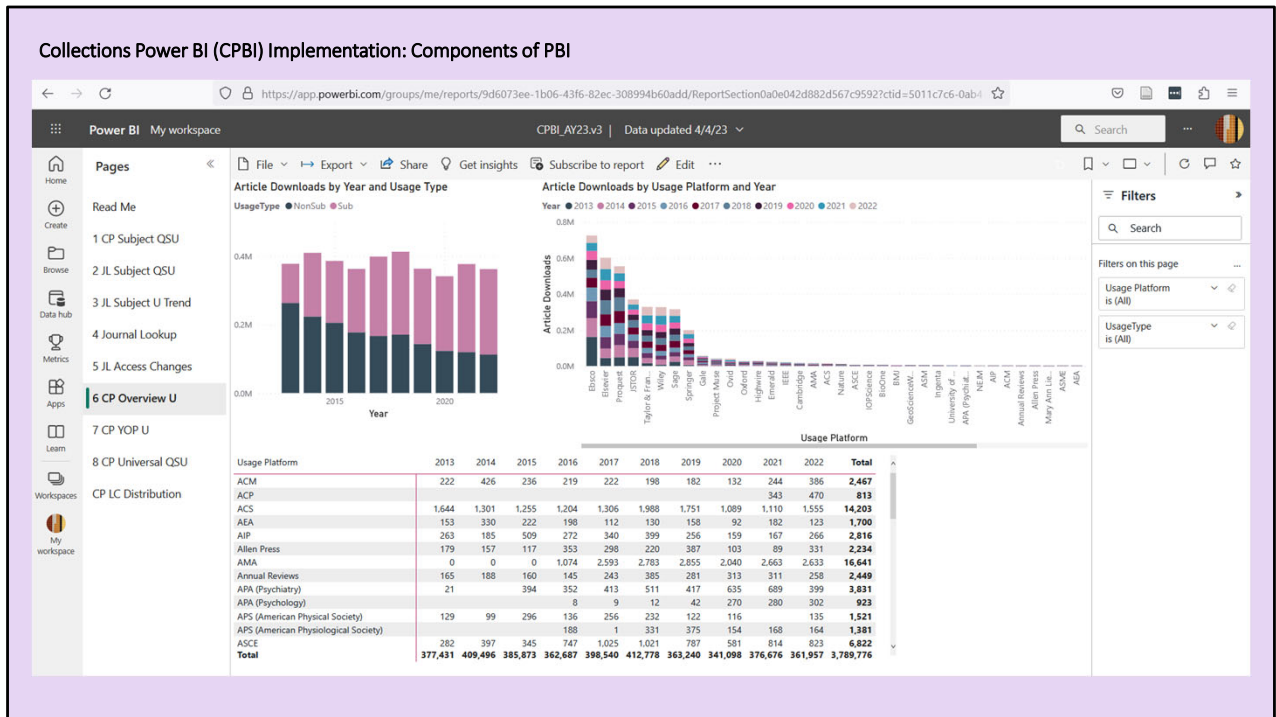 Collections Power BI (CPBI) Implementation: Components of PBI
https://app.powerbi.com/groups/me/reports/9d6073ee-1b06-43f6-82ec-308994b60add/ReportSection0a0e042d882d567c9592?ctid=5011c7c6-0ab4
Power BI My workspace
CPBI_AY23.v3 | Data updated 4/4/23
Search
Home
Create
Browse
Data hub
Metrics
Apps
Learn
Workspaces
My
workspace
Pages
Read Me
1 CP Subject QSU
2 JL Subject QSU
3 JL Subject U Trend
4 Journal Lookup
5 JL Access Changes
6 CP Overview U
7 CP YOP U
8 CP Universal QSU
CP LC Distribution
File Export Share Get insights Subscribe to report Edit
Article Downloads by Year and Usage Type
UsageType NonSub Sub
0.4M
0.2M
0.0M
2015 2020
Year
Article Downloads by Usage Platform and Year
Year 2013 2014 2015 2016 2017 2018 2019 2020 2021 2022
Article Downloads
0.8M
0.6M
0.4M
0.2M
0.0M
Ebsco
Elsevier
Proquest
JSTOR
Taylor & Fran...
Wiley
Sage
Springer
Gale
Project Muse
Ovid
Oxford
Highwire
Emerald
IEEE
Cambridge
AMA
ACS
Nature
NASCE
IOPScience
BioOne
BMJ
GeoScienceW...
ASM
Ingenta
University of ...
APA (Psychiat...
NEJM
AIP
ACM
Annual Reviews
Allen Press
Mary Ann Lie...
ASME
AEA
Usage Platform
Usage Platform 2013 2014 2015 2016 2017 2018 2019 2020 2021 2022 Total
ACM 222 426 236 219 222 198 182 132 244 386 2,467
ACP 343 470 813
ACS 1,644 1,301 1,255 1,204 1,306 1,988 1,751 1,089 1,110 1,555 14,203
AEA 153 330 222 198 112 130 158 92 182 123 1,700
AIP 263 185 509 272 340 399 256 159 167 266 2,816
Allen Press 179 157 117 353 298 220 387 103 89 331 2,234
AMA 0 0 0 1,074 2,593 2,783 2,855 2,040 2,663 2,633 16,641
Annual Reviews 165 188 160 145 243 385 281 313 311 258 2,449
APA (Psychiatry) 21 394 352 413 511 417 635 689 399 3,831
APA (Psychology) 8 9 12 42 270 280 302 923
APS (American Physical Society) 129 99 296 136 256 232 122 116 135 1,521
APS (American Physiological Society) 188 1 331 375 154 168 164 1,381
ASCE 282 397 345 747 1,025 1,021 787 581 814 823 6,822
Total 377,431 409,496 385,873 362,687 398,540 412,778 363,240 341,098 376,676 361,957 3,789,776
Filters
Search
Filters on this page
Usage Platform
is (All)
UsageType
is (All)